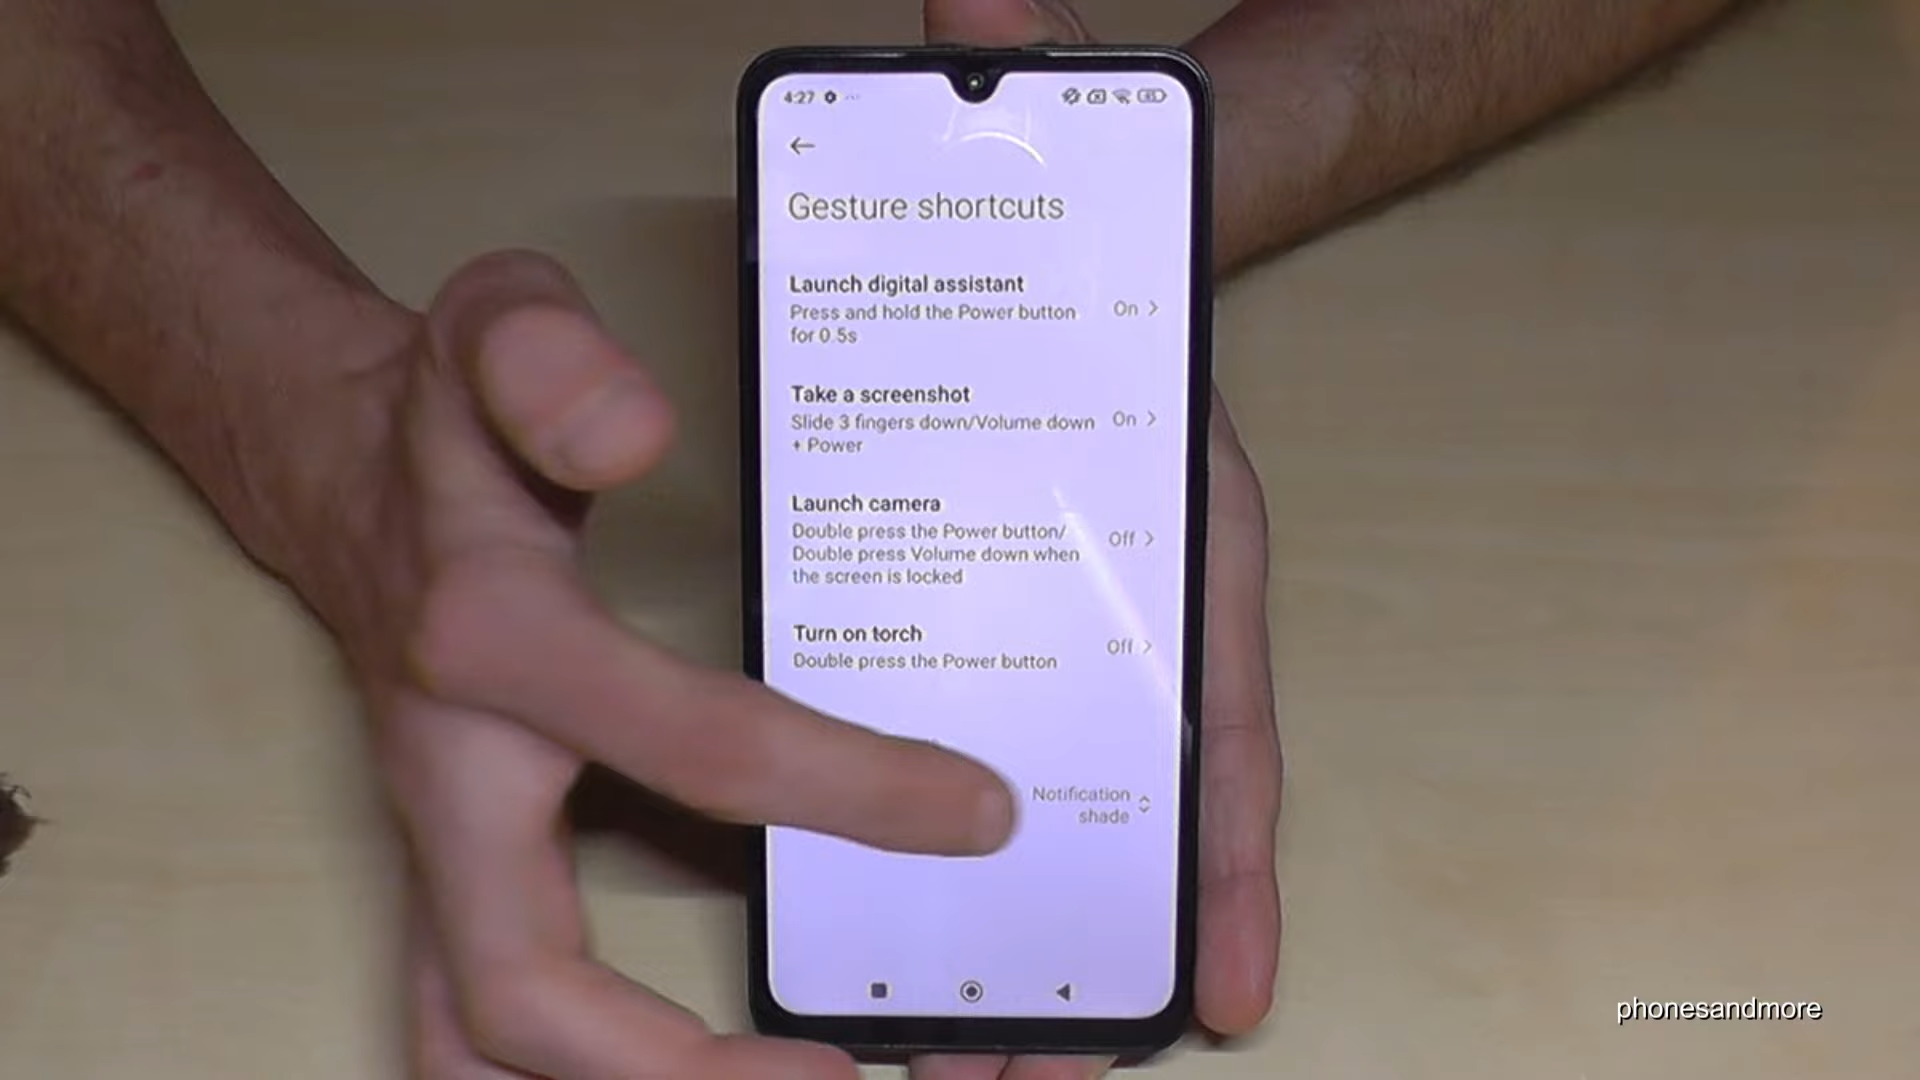 4:27
Gesture shortcuts
Launch digital assistant
Press and hold the Power button
for 0.5s
On
Take a screenshot
Slide 3 fingers down/Volume down
+ Power
On
Launch camera
Double press the Power button/
Double press Volume down when
the screen is locked
Off
Turn on torch
Double press the Power button
Off
Notification
shade
phonesandmore